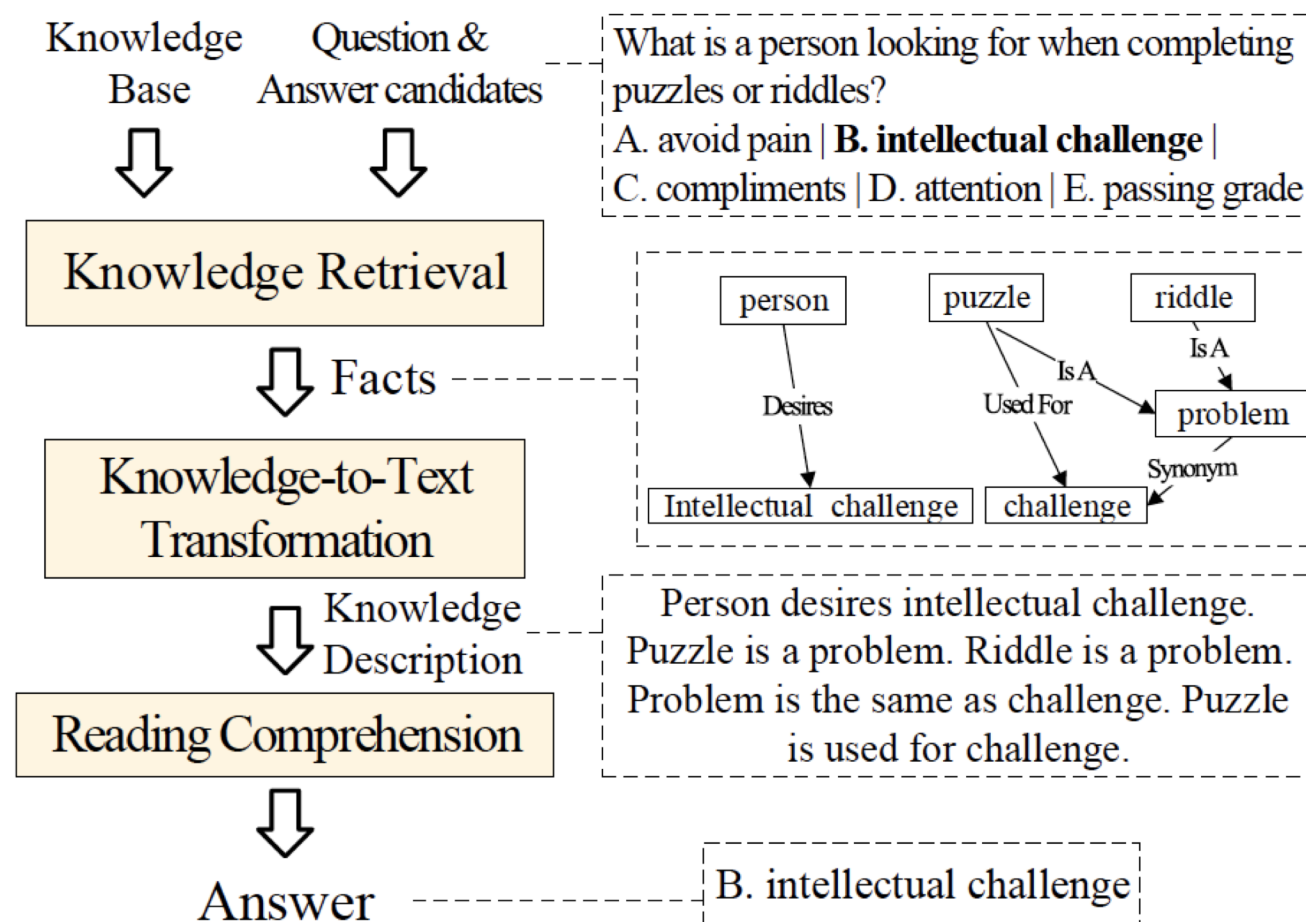 Knowledge
Base
Question &
Answer candidates
What is a person looking for when completing
puzzles or riddles?
A. avoid pain | B. intellectual challenge |
C. compliments | D. attention | E. passing grade
Knowledge Retrieval
Facts
person
puzzle
riddle
Is A
Is A
Desires
Used For
problem
Synonym
Intellectual challenge
challenge
Knowledge-to-Text
Transformation
Knowledge
Description
Person desires intellectual challenge.
Puzzle is a problem. Riddle is a problem.
Problem is the same as challenge. Puzzle
is used for challenge.
Reading Comprehension
Answer
B. intellectual challenge